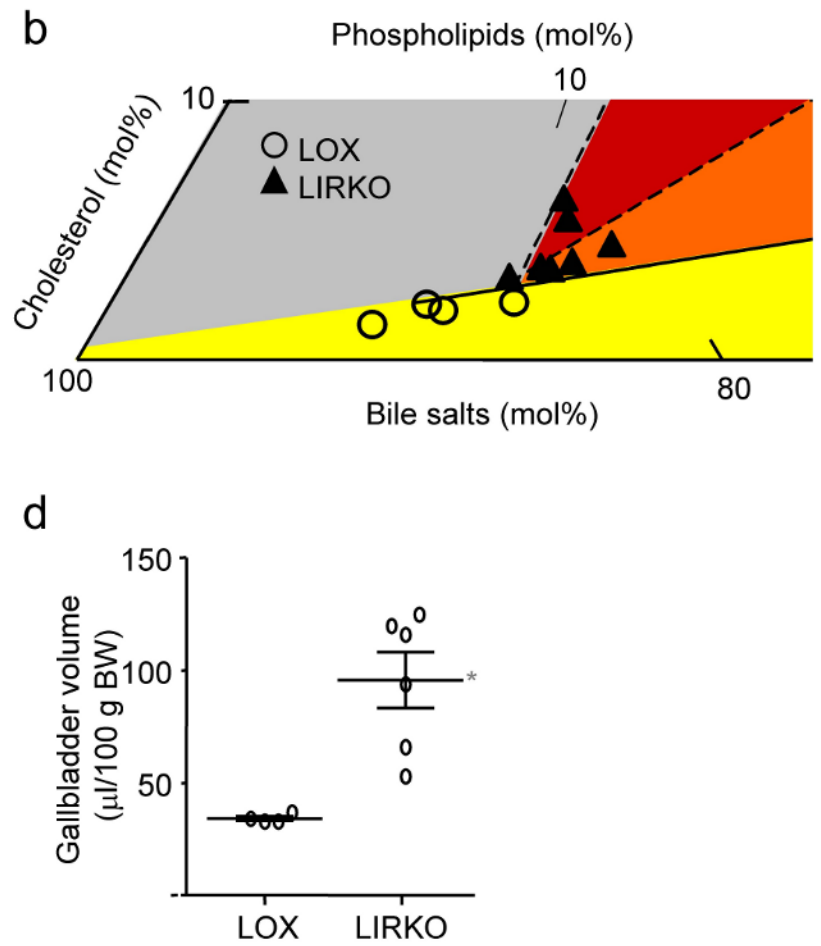 b
Phospholipids (mol%)
10
10
Cholesterol (mol%)
LOX
LIRKO
100
80
Bile salts (mol%)
d
150
100
50
-
Gallbladder volume
(μl/100 g BW)
*
LOX
LIRKO